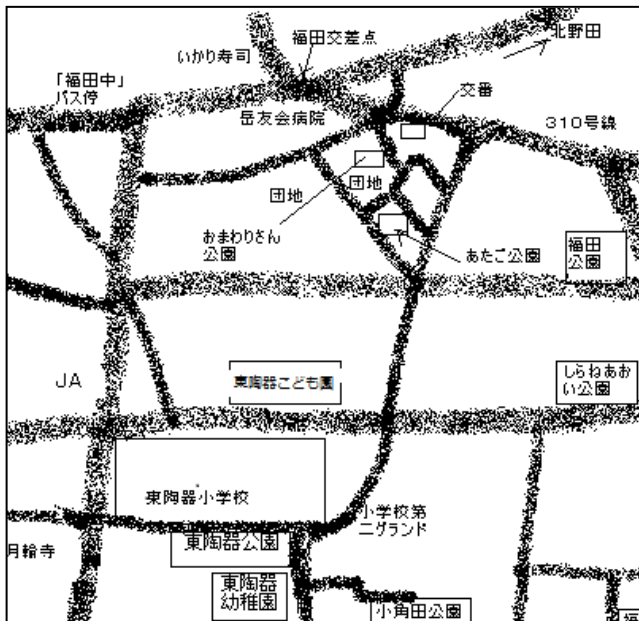 福田交差点
北野田
いかり寿司
「福田中」
バス停
交番
岳友会病院
310号線
団地
団地
おまわりさん
公園
あたご公園
福田
公園
東陶器こども園
しらねあお
い公園
JA
東陶器小学校
小学校第
二グランド
東陶器公園
月輪寺
東陶器
幼稚園
小角田公園
福